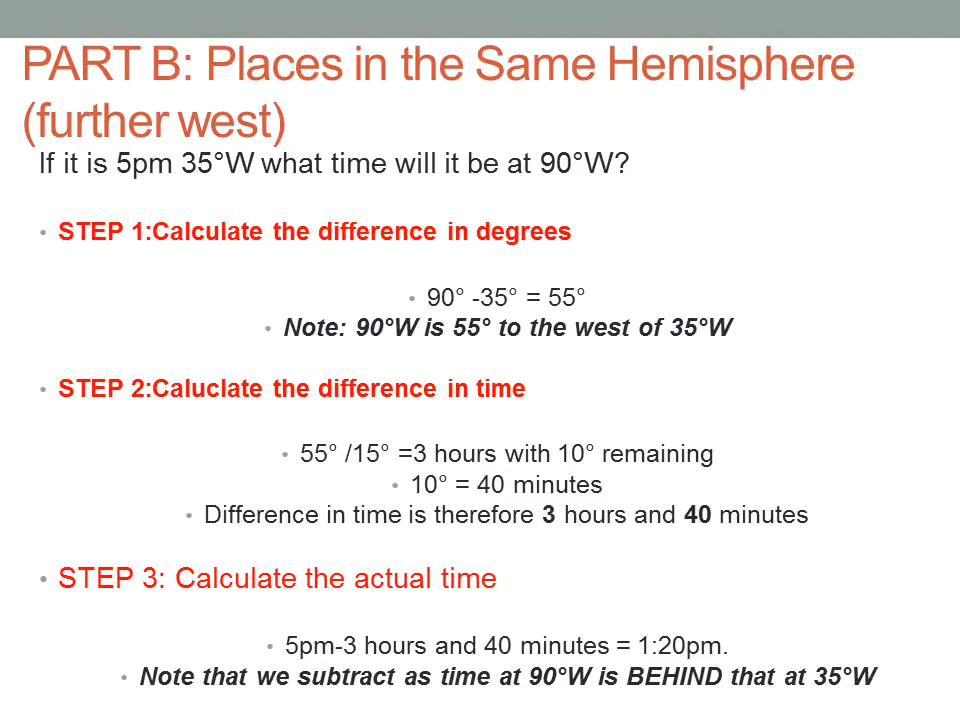 PART B: Places in the Same Hemisphere
(further west)
If it is 5pm 35°W what time will it be at 90°W?
• STEP 1:Calculate the difference in degrees
• 90° -35° = 55°
• Note: 90°W is 55° to the west of 35°W
• STEP 2:Caluclate the difference in time
• 55° /15° =3 hours with 10° remaining
• 10° = 40 minutes
• Difference in time is therefore 3 hours and 40 minutes
• STEP 3: Calculate the actual time
• 5pm-3 hours and 40 minutes = 1:20pm.
• Note that we subtract as time at 90°W is BEHIND that at 35°W